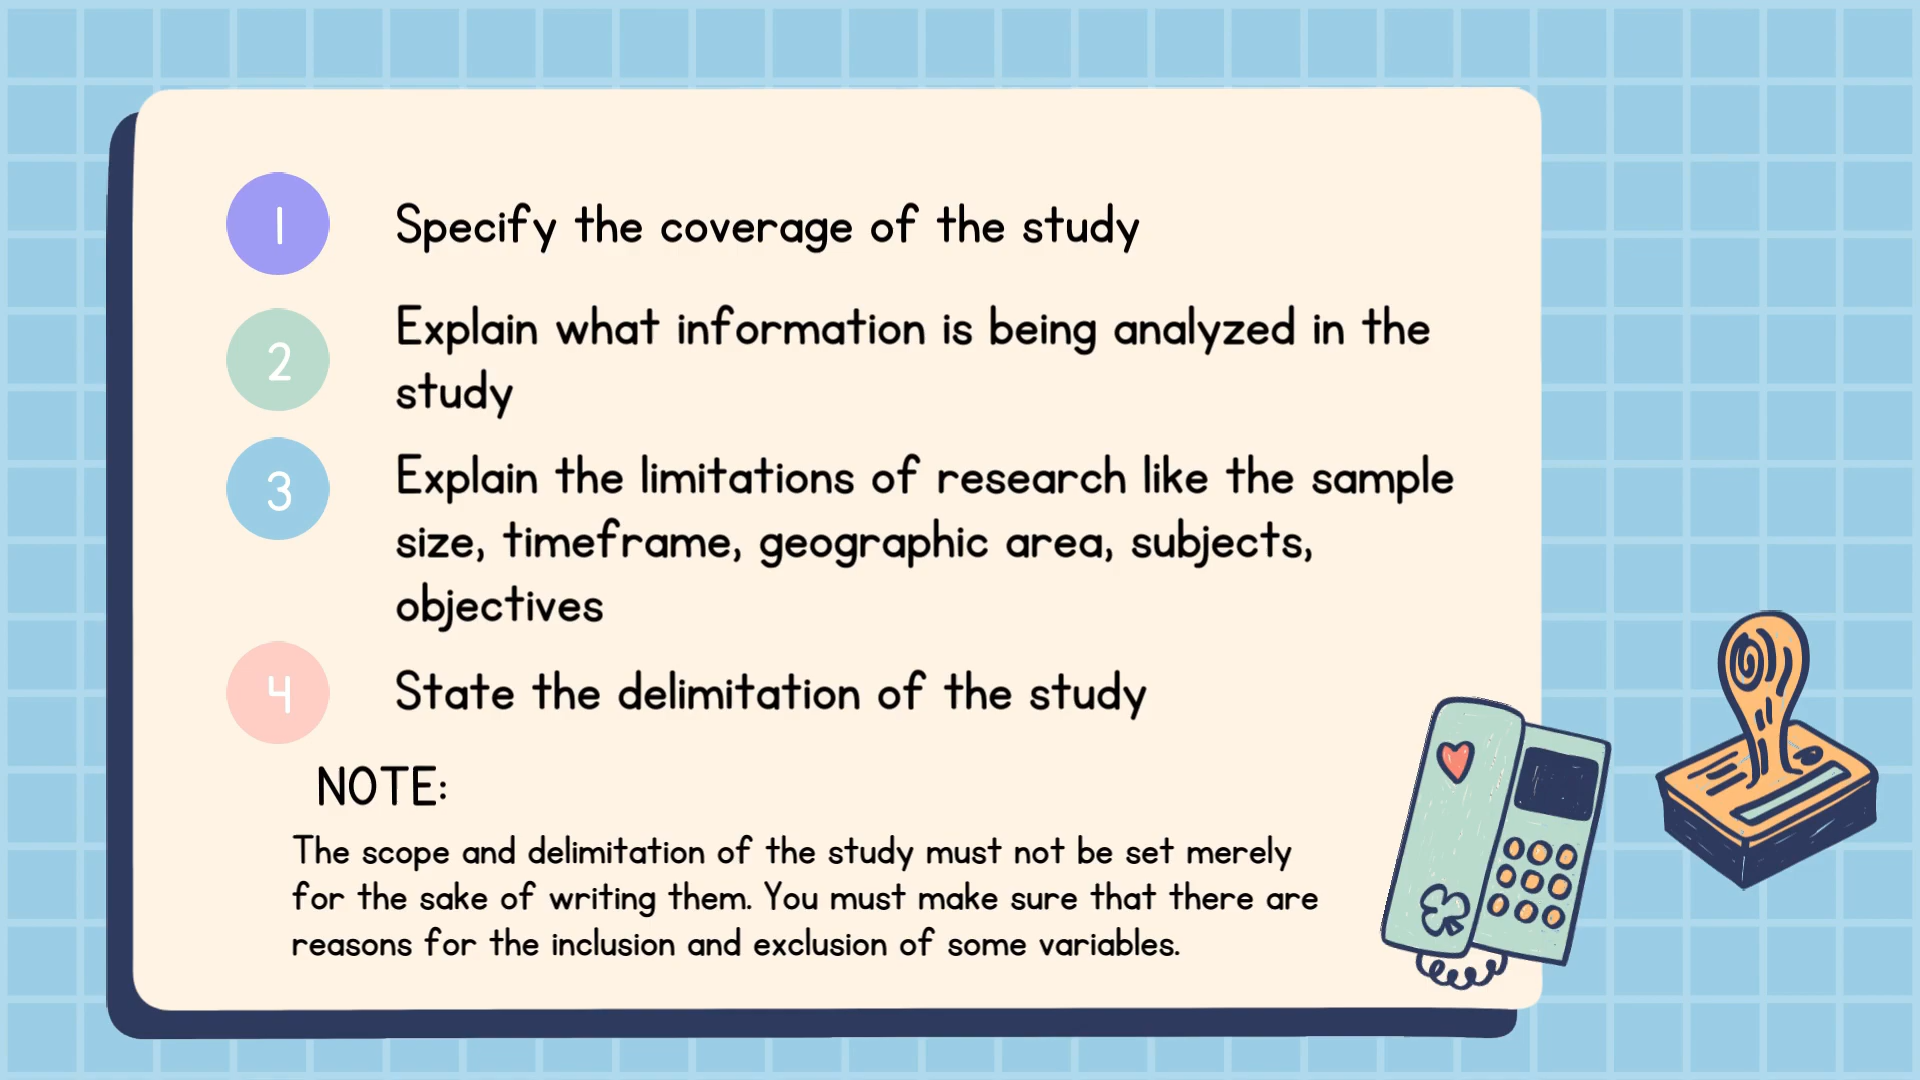 1
Specify the coverage of the study
2
Explain what information is being analyzed in the
study
3
Explain the limitations of research like the sample
size, timeframe, geographic area, subjects,
objectives
4
State the delimitation of the study
NOTE:
The scope and delimitation of the study must not be set merely
for the sake of writing them. You must make sure that there are
reasons for the inclusion and exclusion of some variables.